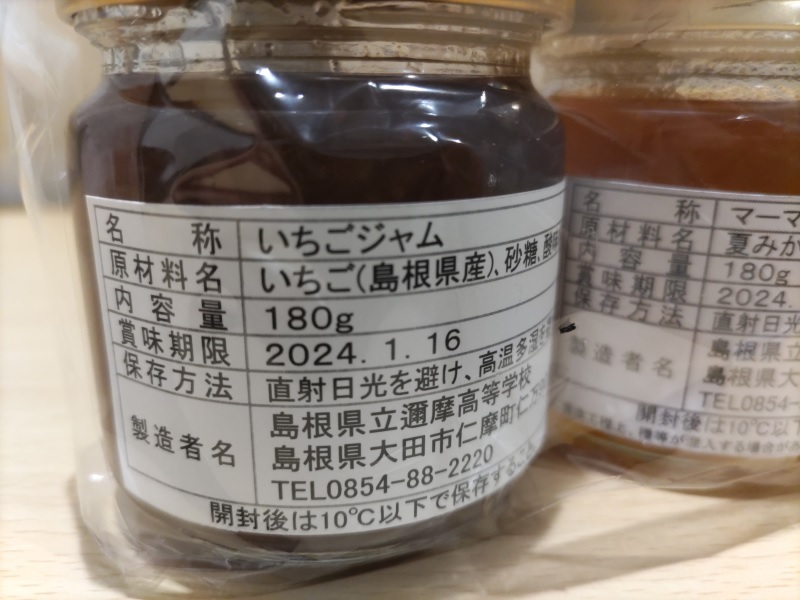 名称 いちごジャム
原材料名 いちご(島根県産)、砂糖、酸味
内容量 180g
賞味期限 2024. 1. 16
保存方法 直射日光を避け、高温多湿を
製造者名 島根県立邇摩高等学校
島根県大田市仁摩町仁万
TEL0854-88-2220
開封後は10℃以下で保存すること
名称 マーマ
原材料名 夏みか
内容量 180g
賞味期限 2024.
保存方法 直射日光
製造者名 島根県立
島根県大
TEL0854-
開封後は10℃以下